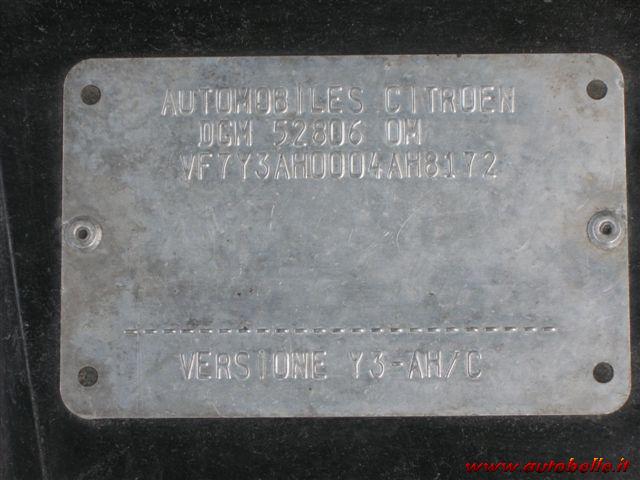 AUTOMOBILES CITROEN
DGM 52806 OM
VF7Y3AH0004AH8172
---------------------------
VERSIONE Y3-AH/C
www.autobelle.it